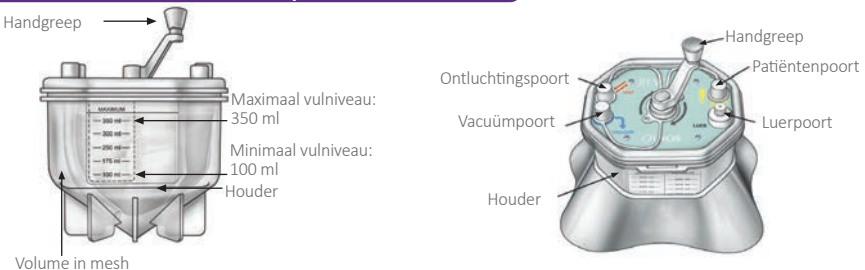 Handgreep
MAXIMUM
350 ml
300 ml
250 ml
175 ml
100 ml
Maximaal vulniveau:
350 ml
Minimaal vulniveau:
100 ml
Houder
Volume in mesh
Handgreep
Patiëntenpoort
Ontluchtingspoort
Vacuümpoort
Luerpoort
LUER
Houder